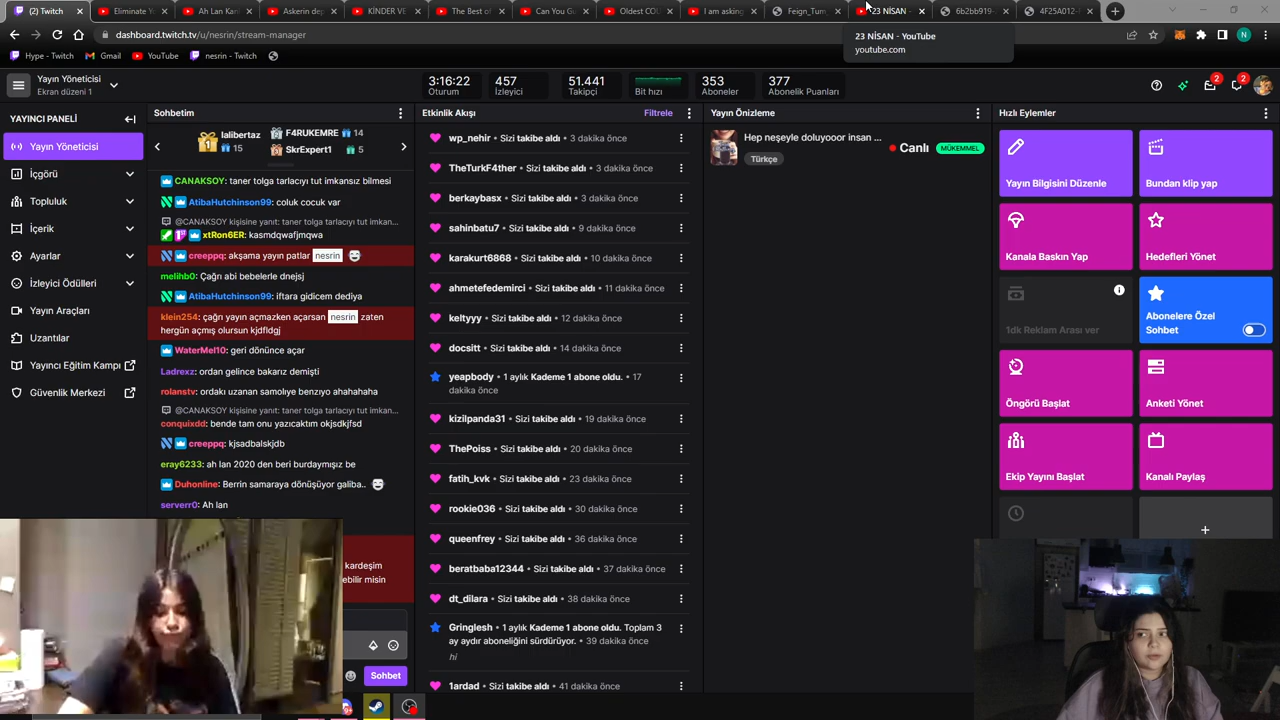 (2) Twitch
Eliminate Y
Ah Lan Kar
Askerin dep
KİNDER VE
The Best of
Can You Gu
Oldest COU
I am asking
Feign_Tum
23 NİSAN -
6b2bb919-
4F25A012-F
dashboard.twitch.tv/u/nesrin/stream-manager
N
Hype - Twitch
Gmail
YouTube
nesrin - Twitch
23 NİSAN - YouTube
youtube.com
Yayın Yöneticisi
Ekran düzeni 1
3:16:22
Oturum
457
İzleyici
51,441
Takipçi
Bit hızı
353
Aboneler
377
Abonelik Puanları
2
2
YAYINCI PANELİ
Yayın Yöneticisi
İçgörü
Topluluk
İçerik
Ayarlar
İzleyici Ödülleri
Yayın Araçları
Uzantılar
Yayıncı Eğitim Kampı
Güvenlik Merkezi
Sohbetim
1
lalibertaz
15
F4RUKEMRE 14
SkrExpert1 5
CANAKSOY: taner tolga tarlacıyı tut imkansız bilmesi
AtibaHutchinson99: coluk cocuk var
@CANAKSOY kişisine yanıt: taner tolga tarlacıyı tut imkan...
xtRon6ER: kasmdqwafjmqwa
creeppq: akşama yayın patlar nesrin
melihb0: Çağrı abi bebelerle dnejsj
AtibaHutchinson99: iftara gidicem dediya
klein254: çağrı yayın açmazken açarsan nesrin zaten
hergün açmış olursun kjdfldgj
WaterMel10: geri dönünce açar
Ladrexz: ordan gelince bakarız demişti
rolanstv: ordakı uzanan samolıye benzıyo ahahahaha
@CANAKSOY kişisine yanıt: taner tolga tarlacıyı tut imkan...
conquixdd: bende tam onu yazıcaktım okjsdkjfsd
creeppq: kjsadbalskjdb
eray6233: ah lan 2020 den beri burdaymışız be
Duhonline: Berrin samaraya dönüşüyor galiba..
serverr0: Ah lan
kardeşim
ebilir misin
Sohbet
Etkinlik Akışı
Filtrele
wp_nehir • Sizi takibe aldı • 3 dakika önce
TheTurkF4ther • Sizi takibe aldı • 3 dakika önce
berkaybasx • Sizi takibe aldı • 3 dakika önce
sahinbatu7 • Sizi takibe aldı • 9 dakika önce
karakurt6868 • Sizi takibe aldı • 10 dakika önce
ahmetefedemirci • Sizi takibe aldı • 11 dakika önce
keltyyy • Sizi takibe aldı • 12 dakika önce
docsitt • Sizi takibe aldı • 14 dakika önce
yeapbody • 1 aylık Kademe 1 abone oldu. • 17
dakika önce
kizilpanda31 • Sizi takibe aldı • 19 dakika önce
ThePoiss • Sizi takibe aldı • 20 dakika önce
fatih_kvk • Sizi takibe aldı • 23 dakika önce
rookie036 • Sizi takibe aldı • 30 dakika önce
queenfrey • Sizi takibe aldı • 36 dakika önce
beratbaba12344 • Sizi takibe aldı • 37 dakika önce
dt_dilara • Sizi takibe aldı • 38 dakika önce
Gringlesh • 1 aylık Kademe 1 abone oldu. Toplam 3
ay aydır aboneliğini sürdürüyor. • 39 dakika önce
hi
1ardad • Sizi takibe aldı • 41 dakika önce
Yayın Önizleme
Hep neşeyle doluyooor insan ...
Türkçe
Canlı
MÜKEMMEL
Hızlı Eylemler
Yayın Bilgisini Düzenle
Bundan klip yap
Kanala Baskın Yap
Hedefleri Yönet
1dk Reklam Arası ver
Abonelere Özel
Sohbet
Öngörü Başlat
Anketi Yönet
Ekip Yayını Başlat
Kanalı Paylaş